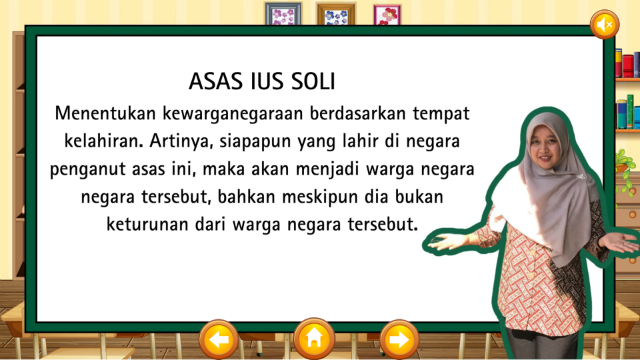 ASAS IUS SOLI
Menentukan kewarganegaraan berdasarkan tempat
kelahiran. Artinya, siapapun yang lahir di negara
penganut asas ini, maka akan menjadi warga negara
negara tersebut, bahkan meskipun dia bukan
keturunan dari warga negara tersebut.